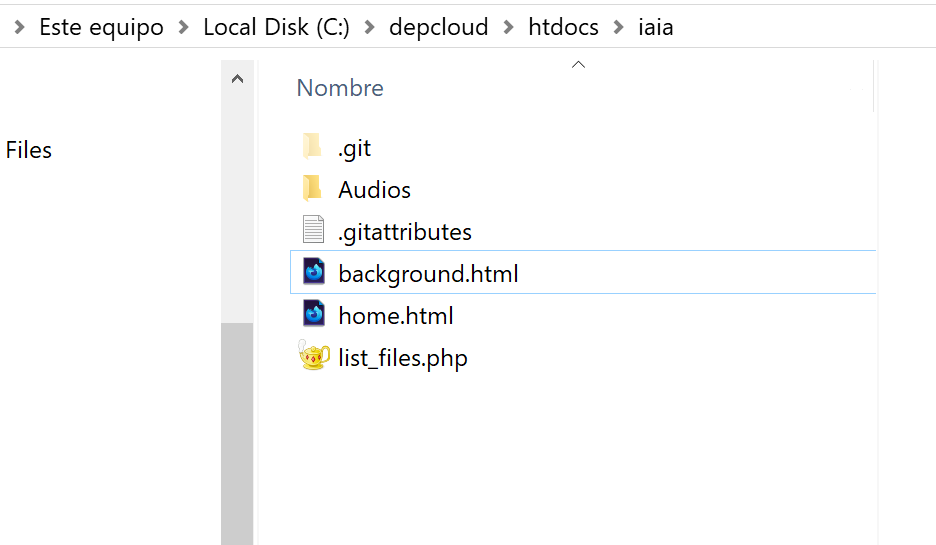 Este equipo > Local Disk (C:) > depcloud > htdocs > iaia
Files
Nombre
.git
Audios
.gitattributes
background.html
home.html
list_files.php